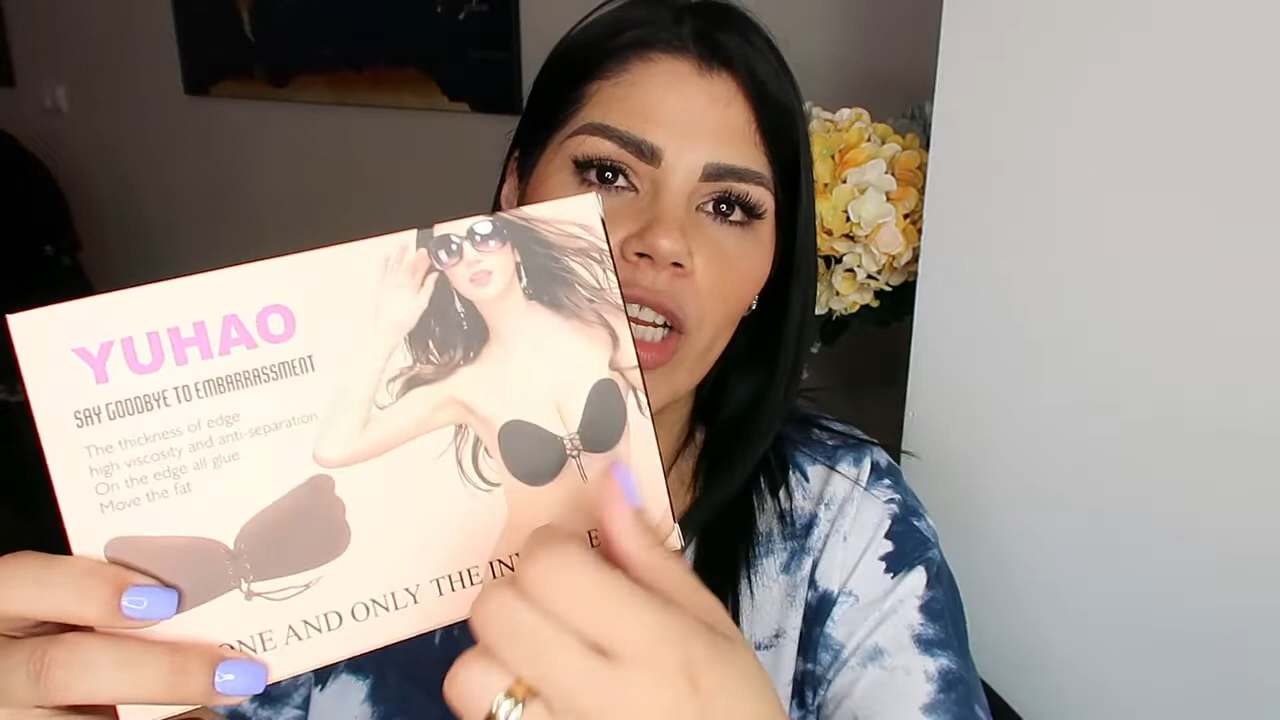 YUHAO
SAY GOODBYE TO EMBARRASSMENT
The thickness of edge
high viscosity and anti-separation
On the edge all glue
Move the fat
ONE AND ONLY THE